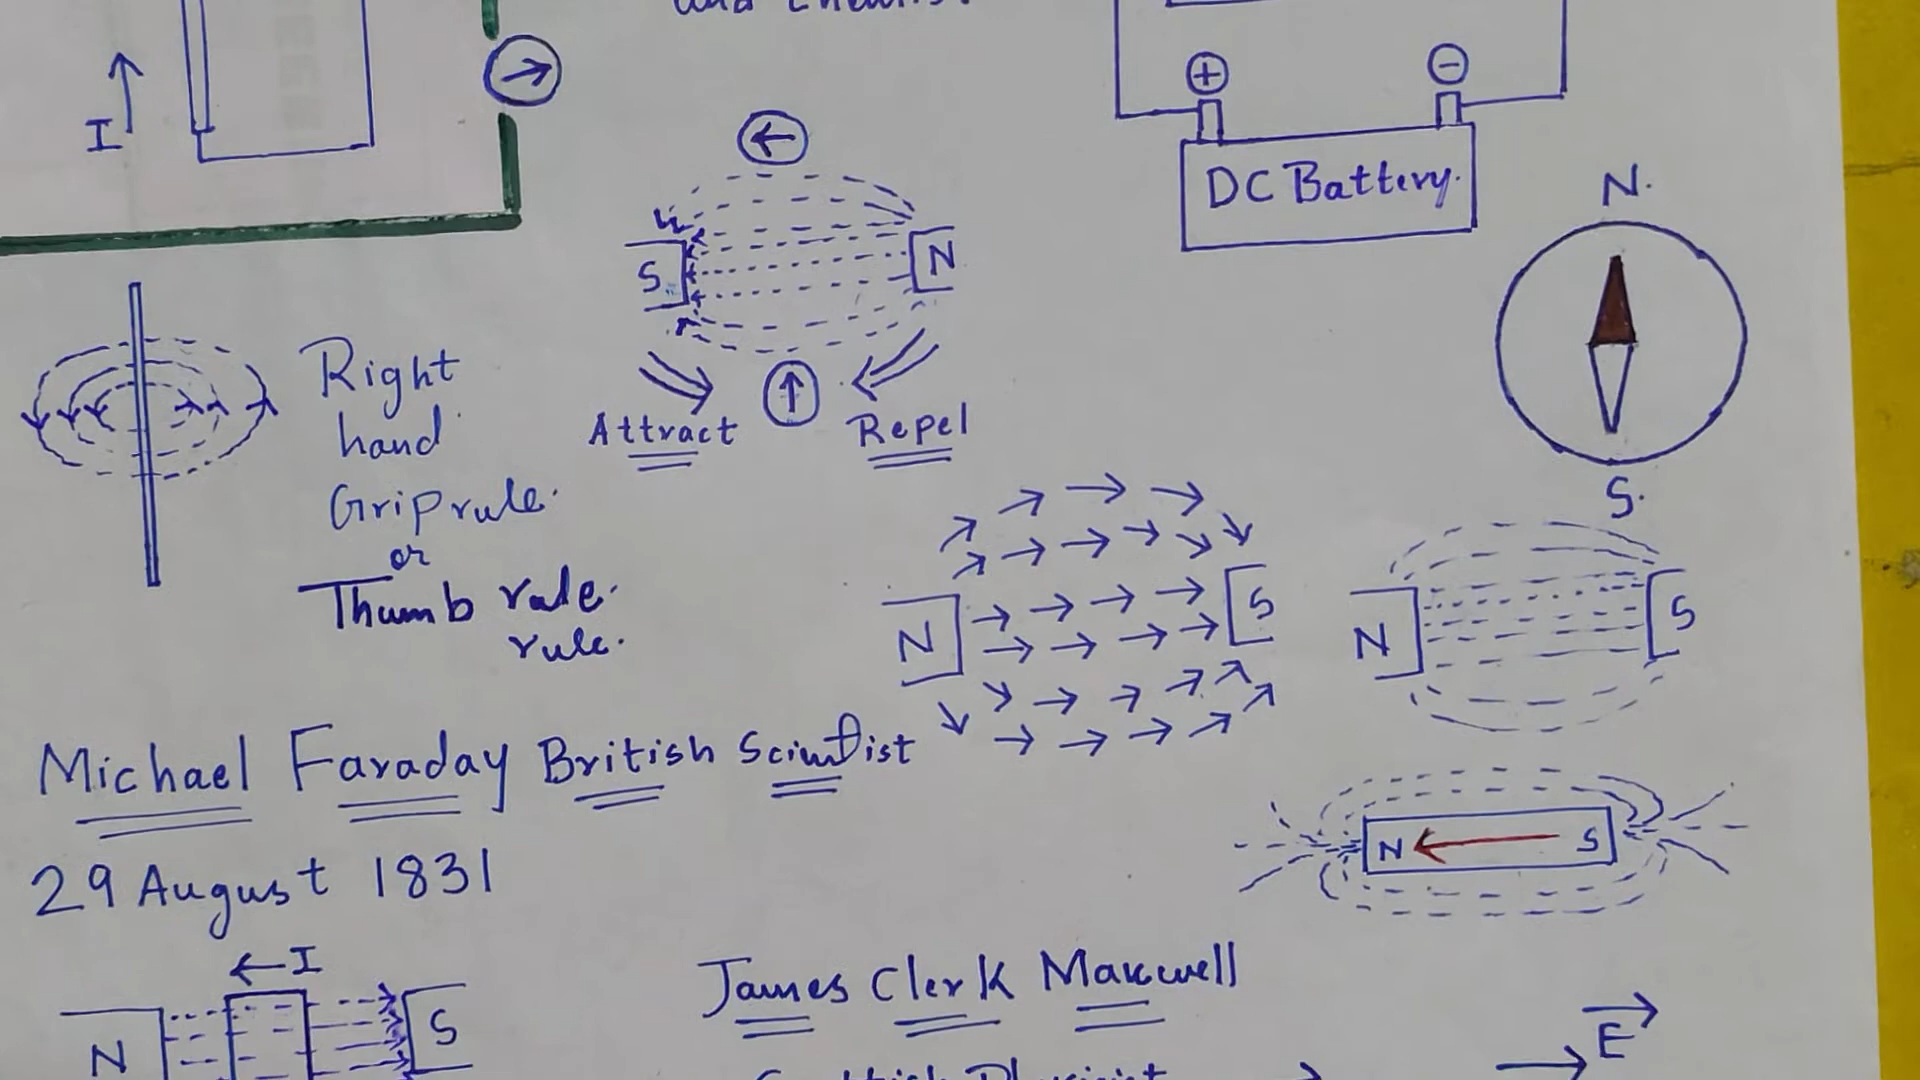 I
+
-
DC Battery.
N.
S
N
Right
hand
Grip rule.
or
Thumb rule.
rule.
Attract
Repel
S.
N
S
N
S
Michael Faraday British Scientist
29 August 1831
N
S
I
N
S
James Clerk Maxwell
E